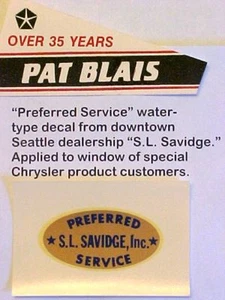 OVER 35 YEARS
PAT BLAIS
"Preferred Service" water-
type decal from downtown
Seattle dealership "S.L. Savidge."
Applied to window of special
Chrysler product customers.
PREFERRED
★ S.L. SAVIDGE, Inc. ★
SERVICE